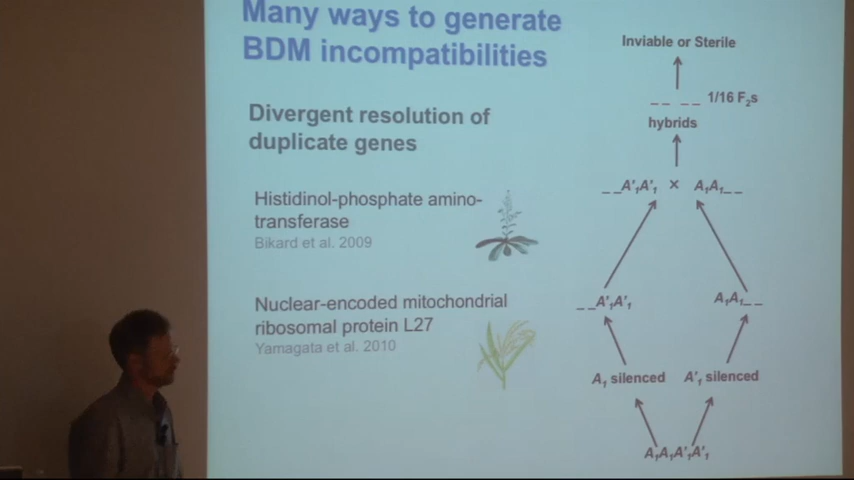 Many ways to generate
BDM incompatibilities
Divergent resolution of
duplicate genes
Histidinol-phosphate amino-
transferase
Bikard et al. 2009
Nuclear-encoded mitochondrial
ribosomal protein L27
Yamagata et al. 2010
Inviable or Sterile
_ _ _ _ 1/16 F₂s
hybrids
_ _A'₁A'₁ × A₁A₁_ _
_ _A'₁A'₁ A₁A₁_ _
A₁ silenced A'₁ silenced
A₁A₁A'₁A'₁